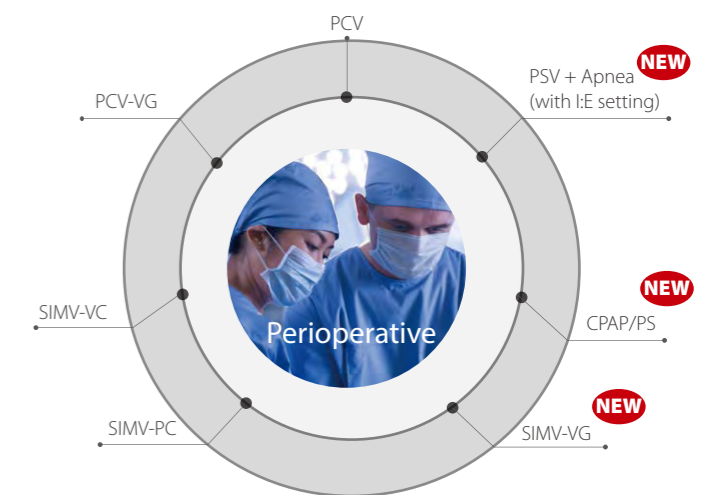 PCV
NEW
PSV + Apnea
(with I:E setting)
PCV-VG
NEW
SIMV-VC
CPAP/PS
Perioperative
NEW
SIMV-PC
SIMV-VG